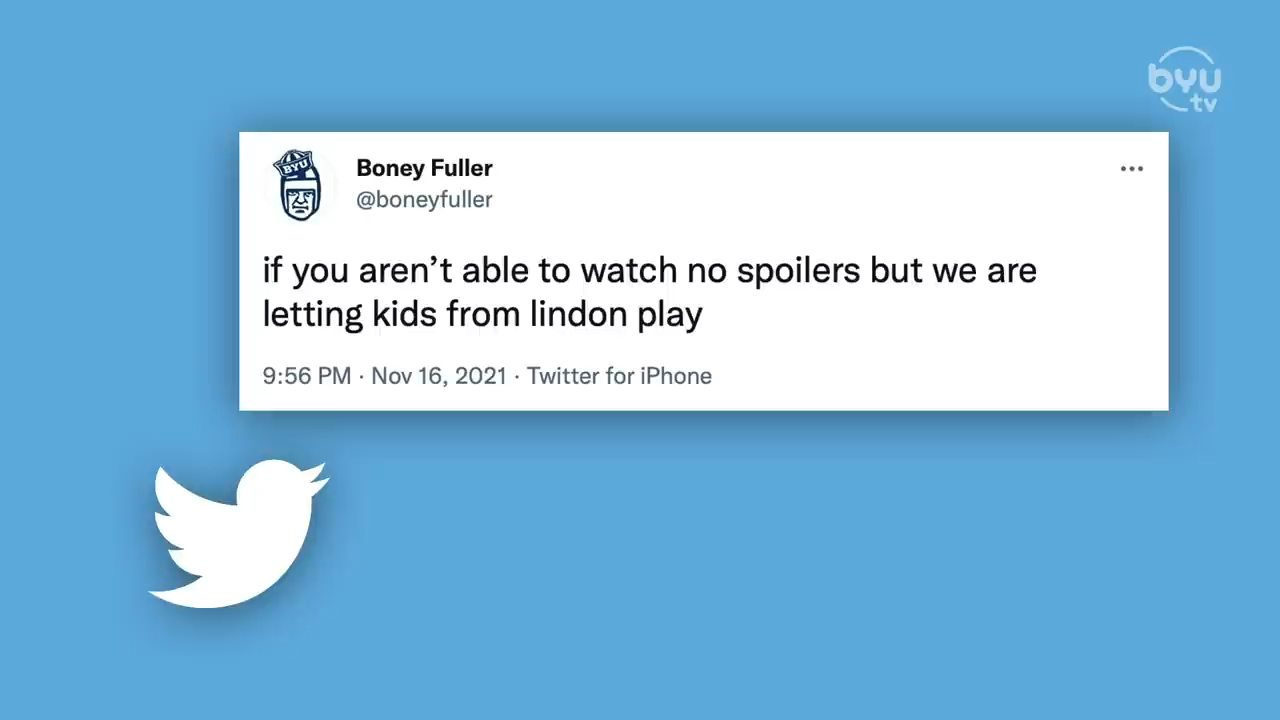 byu
tv
BYU
Boney Fuller
@boneyfuller
if you aren’t able to watch no spoilers but we are
letting kids from lindon play
9:56 PM · Nov 16, 2021 · Twitter for iPhone